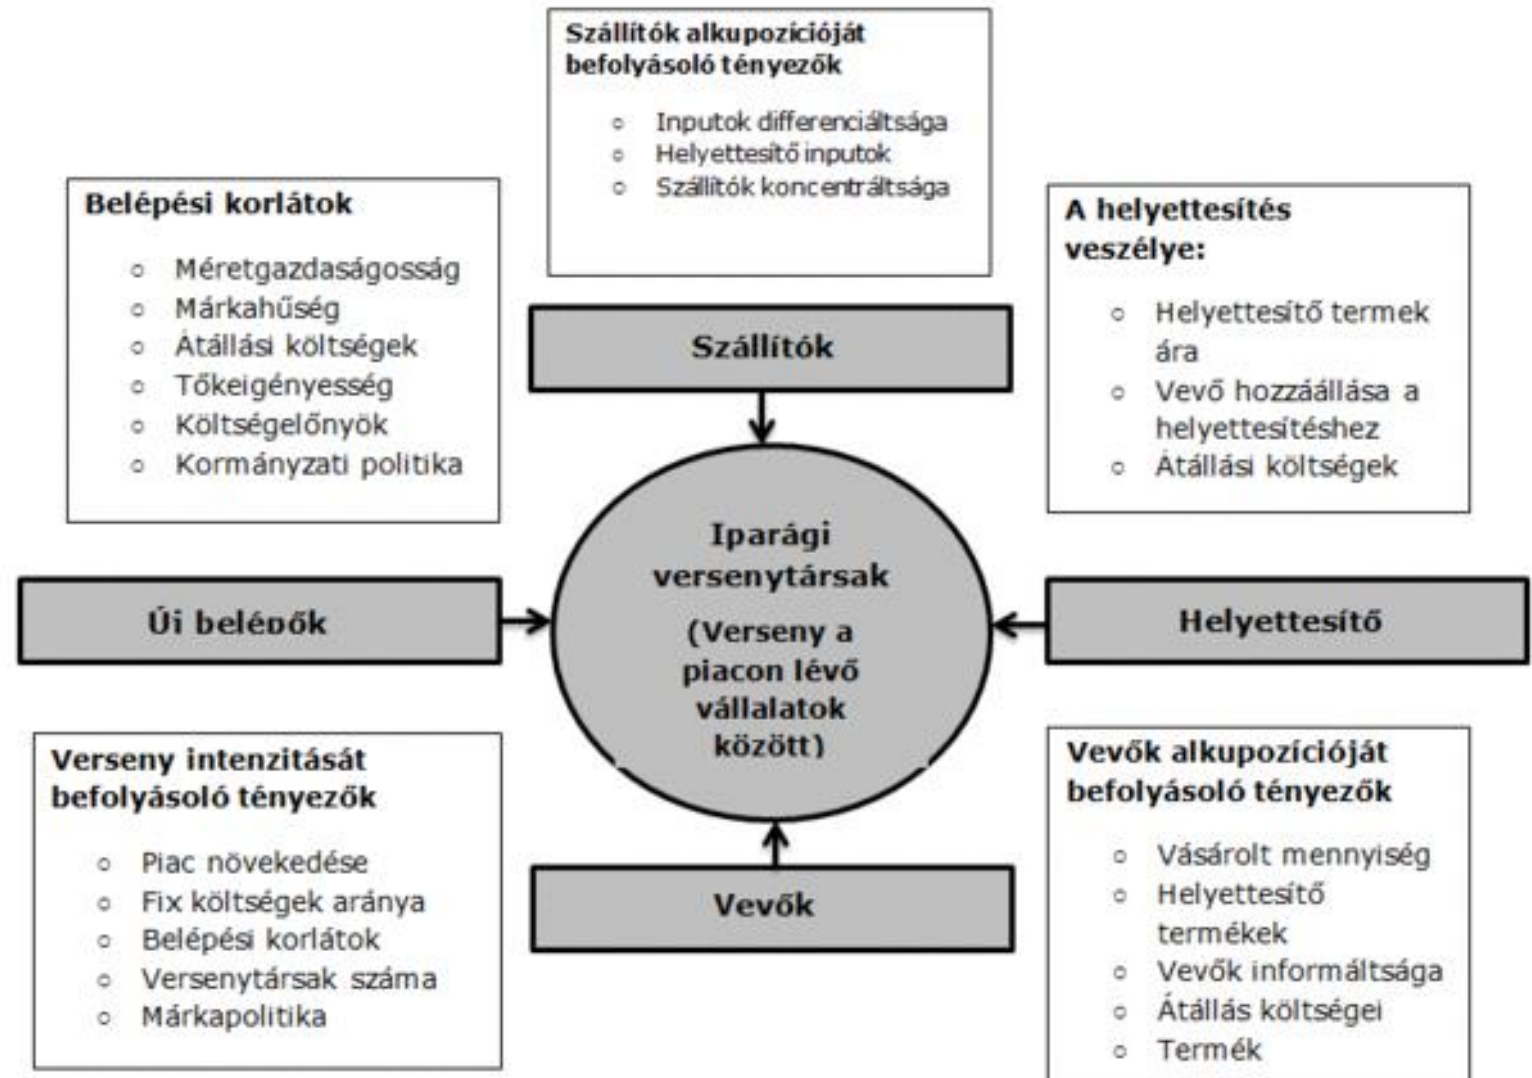 Szállítók alkupozícióját
befolyásoló tényezők
○ Inputok differenciáltsága
○ Helyettesítő inputok
○ Szállítók koncentráltsága
Belépési korlátok
○ Méretgazdaságosság
○ Márkahűség
○ Átállási költségek
○ Tőkeigényesség
○ Költségelőnyök
○ Kormányzati politika
A helyettesítés
veszélye:
○ Helyettesítő termek
ára
○ Vevő hozzáállása a
helyettesítéshez
○ Átállási költségek
Szállítók
Iparági
versenytársak
(Verseny a
piacon lévő
vállalatok
között)
Új belépők
Helyettesítő
Verseny intenzitását
befolyásoló tényezők
○ Piac növekedése
○ Fix költségek aránya
○ Belépési korlátok
○ Versenytársak száma
○ Márkapolitika
Vevők
Vevők alkupozícióját
befolyásoló tényezők
○ Vásárolt mennyiség
○ Helyettesítő
termékek
○ Vevők informáltsága
○ Átállás költségei
○ Termék